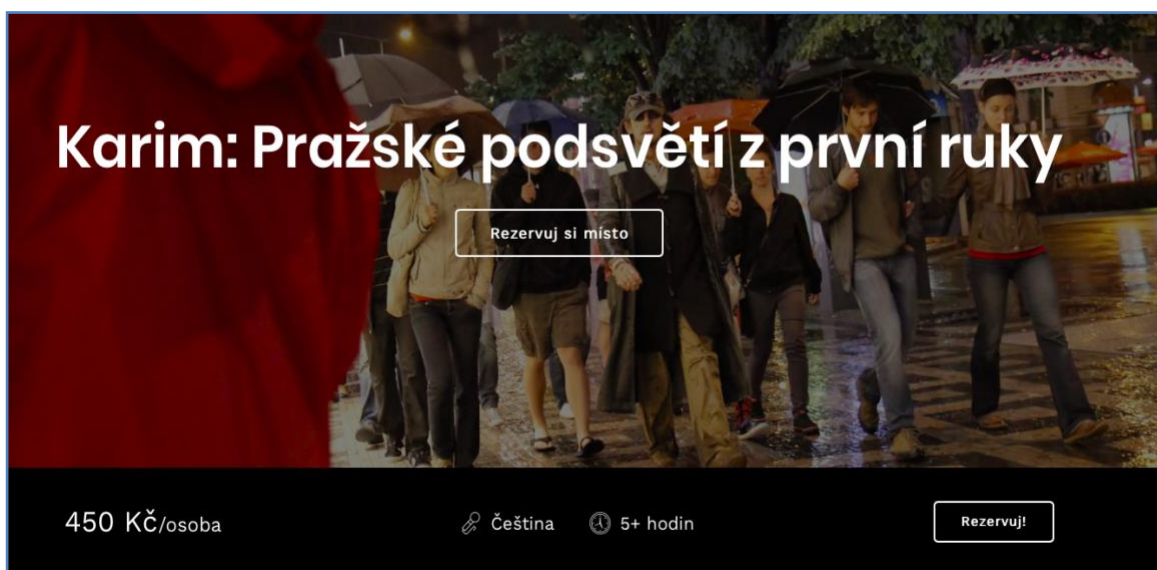 Karim: Pražské podsvětí z první ruky
Rezervuj si místo
450 Kč/osoba
Čeština
5+ hodin
Rezervuj!